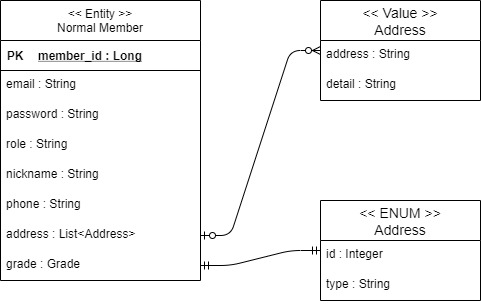 << Entity >>
Normal Member
PK member_id : Long
email : String
password : String
role : String
nickname : String
phone : String
address : List<Address>
grade : Grade
<< Value >>
Address
address : String
detail : String
<< ENUM >>
Address
id : Integer
type : String